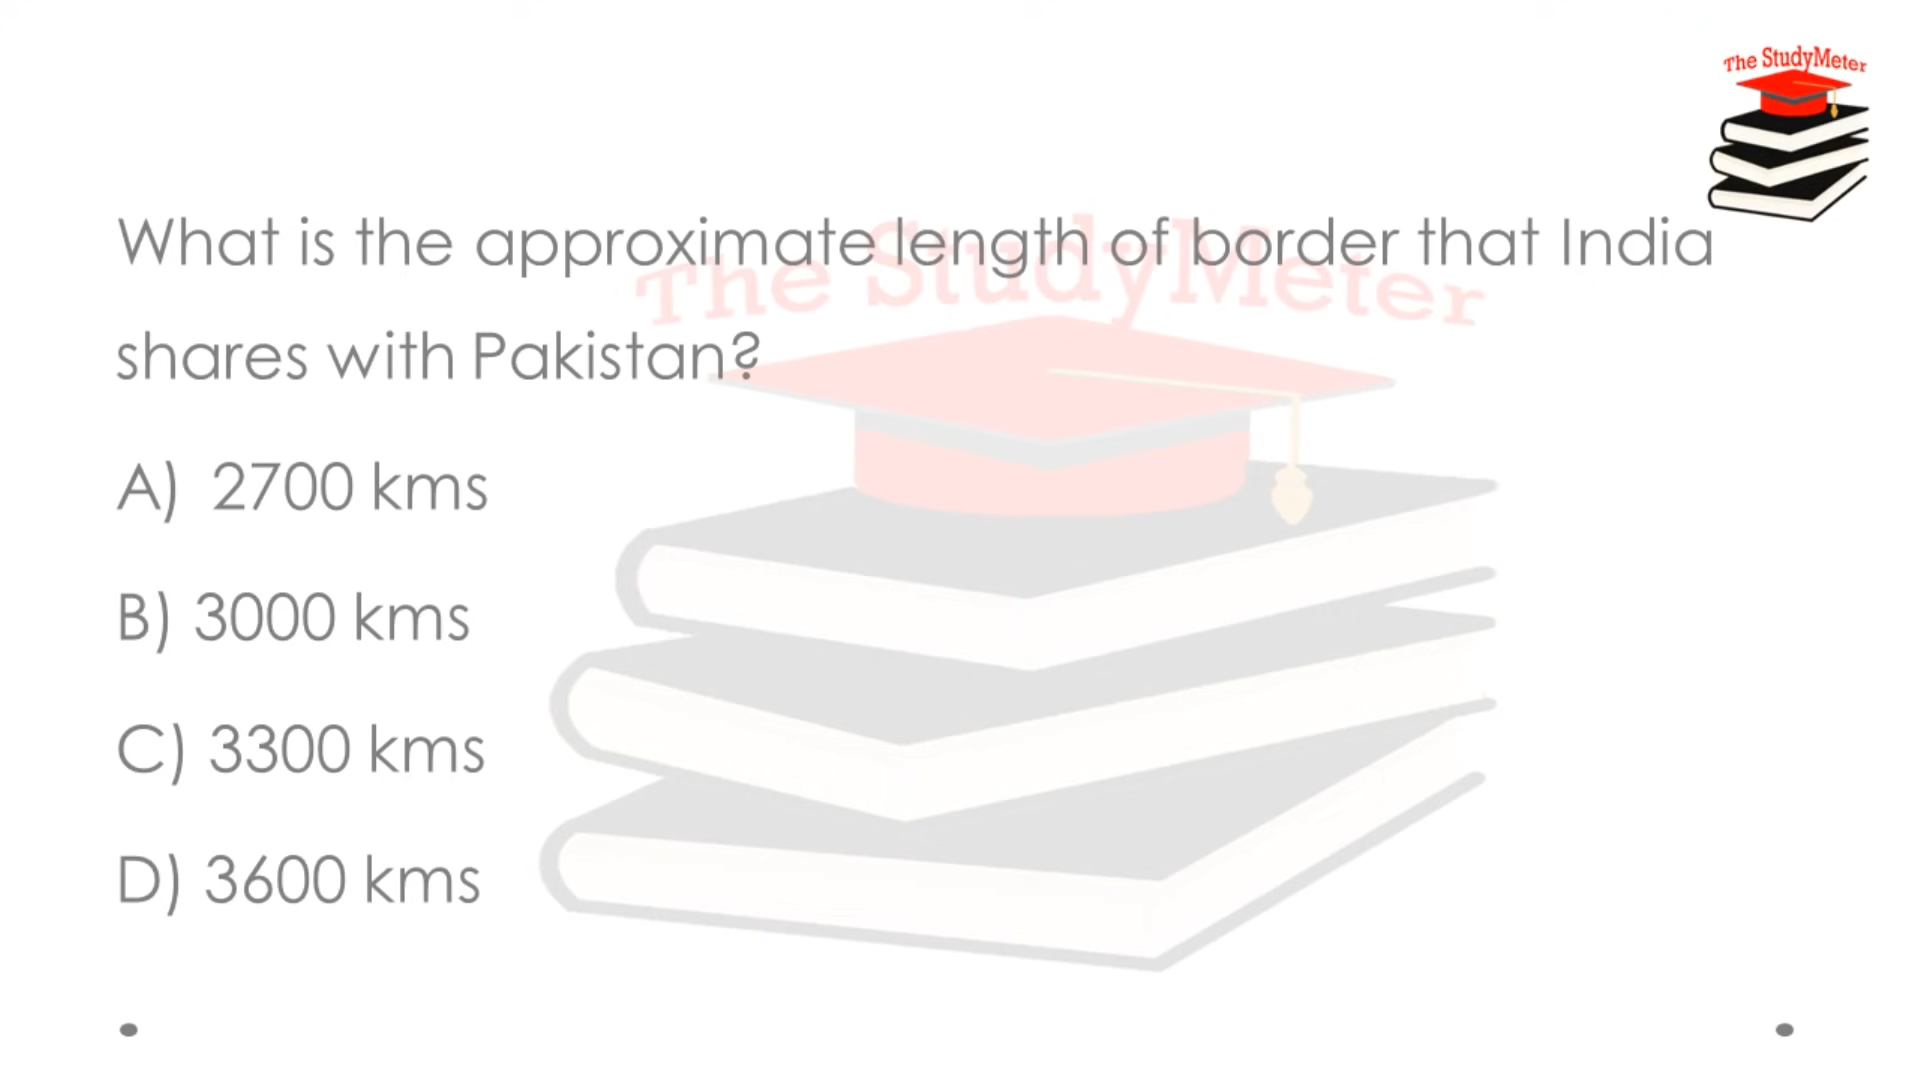 The StudyMeter
What is the approximate length of border that India
The StudyMeter
shares with Pakistan?
A) 2700 kms
B) 3000 kms
C) 3300 kms
D) 3600 kms